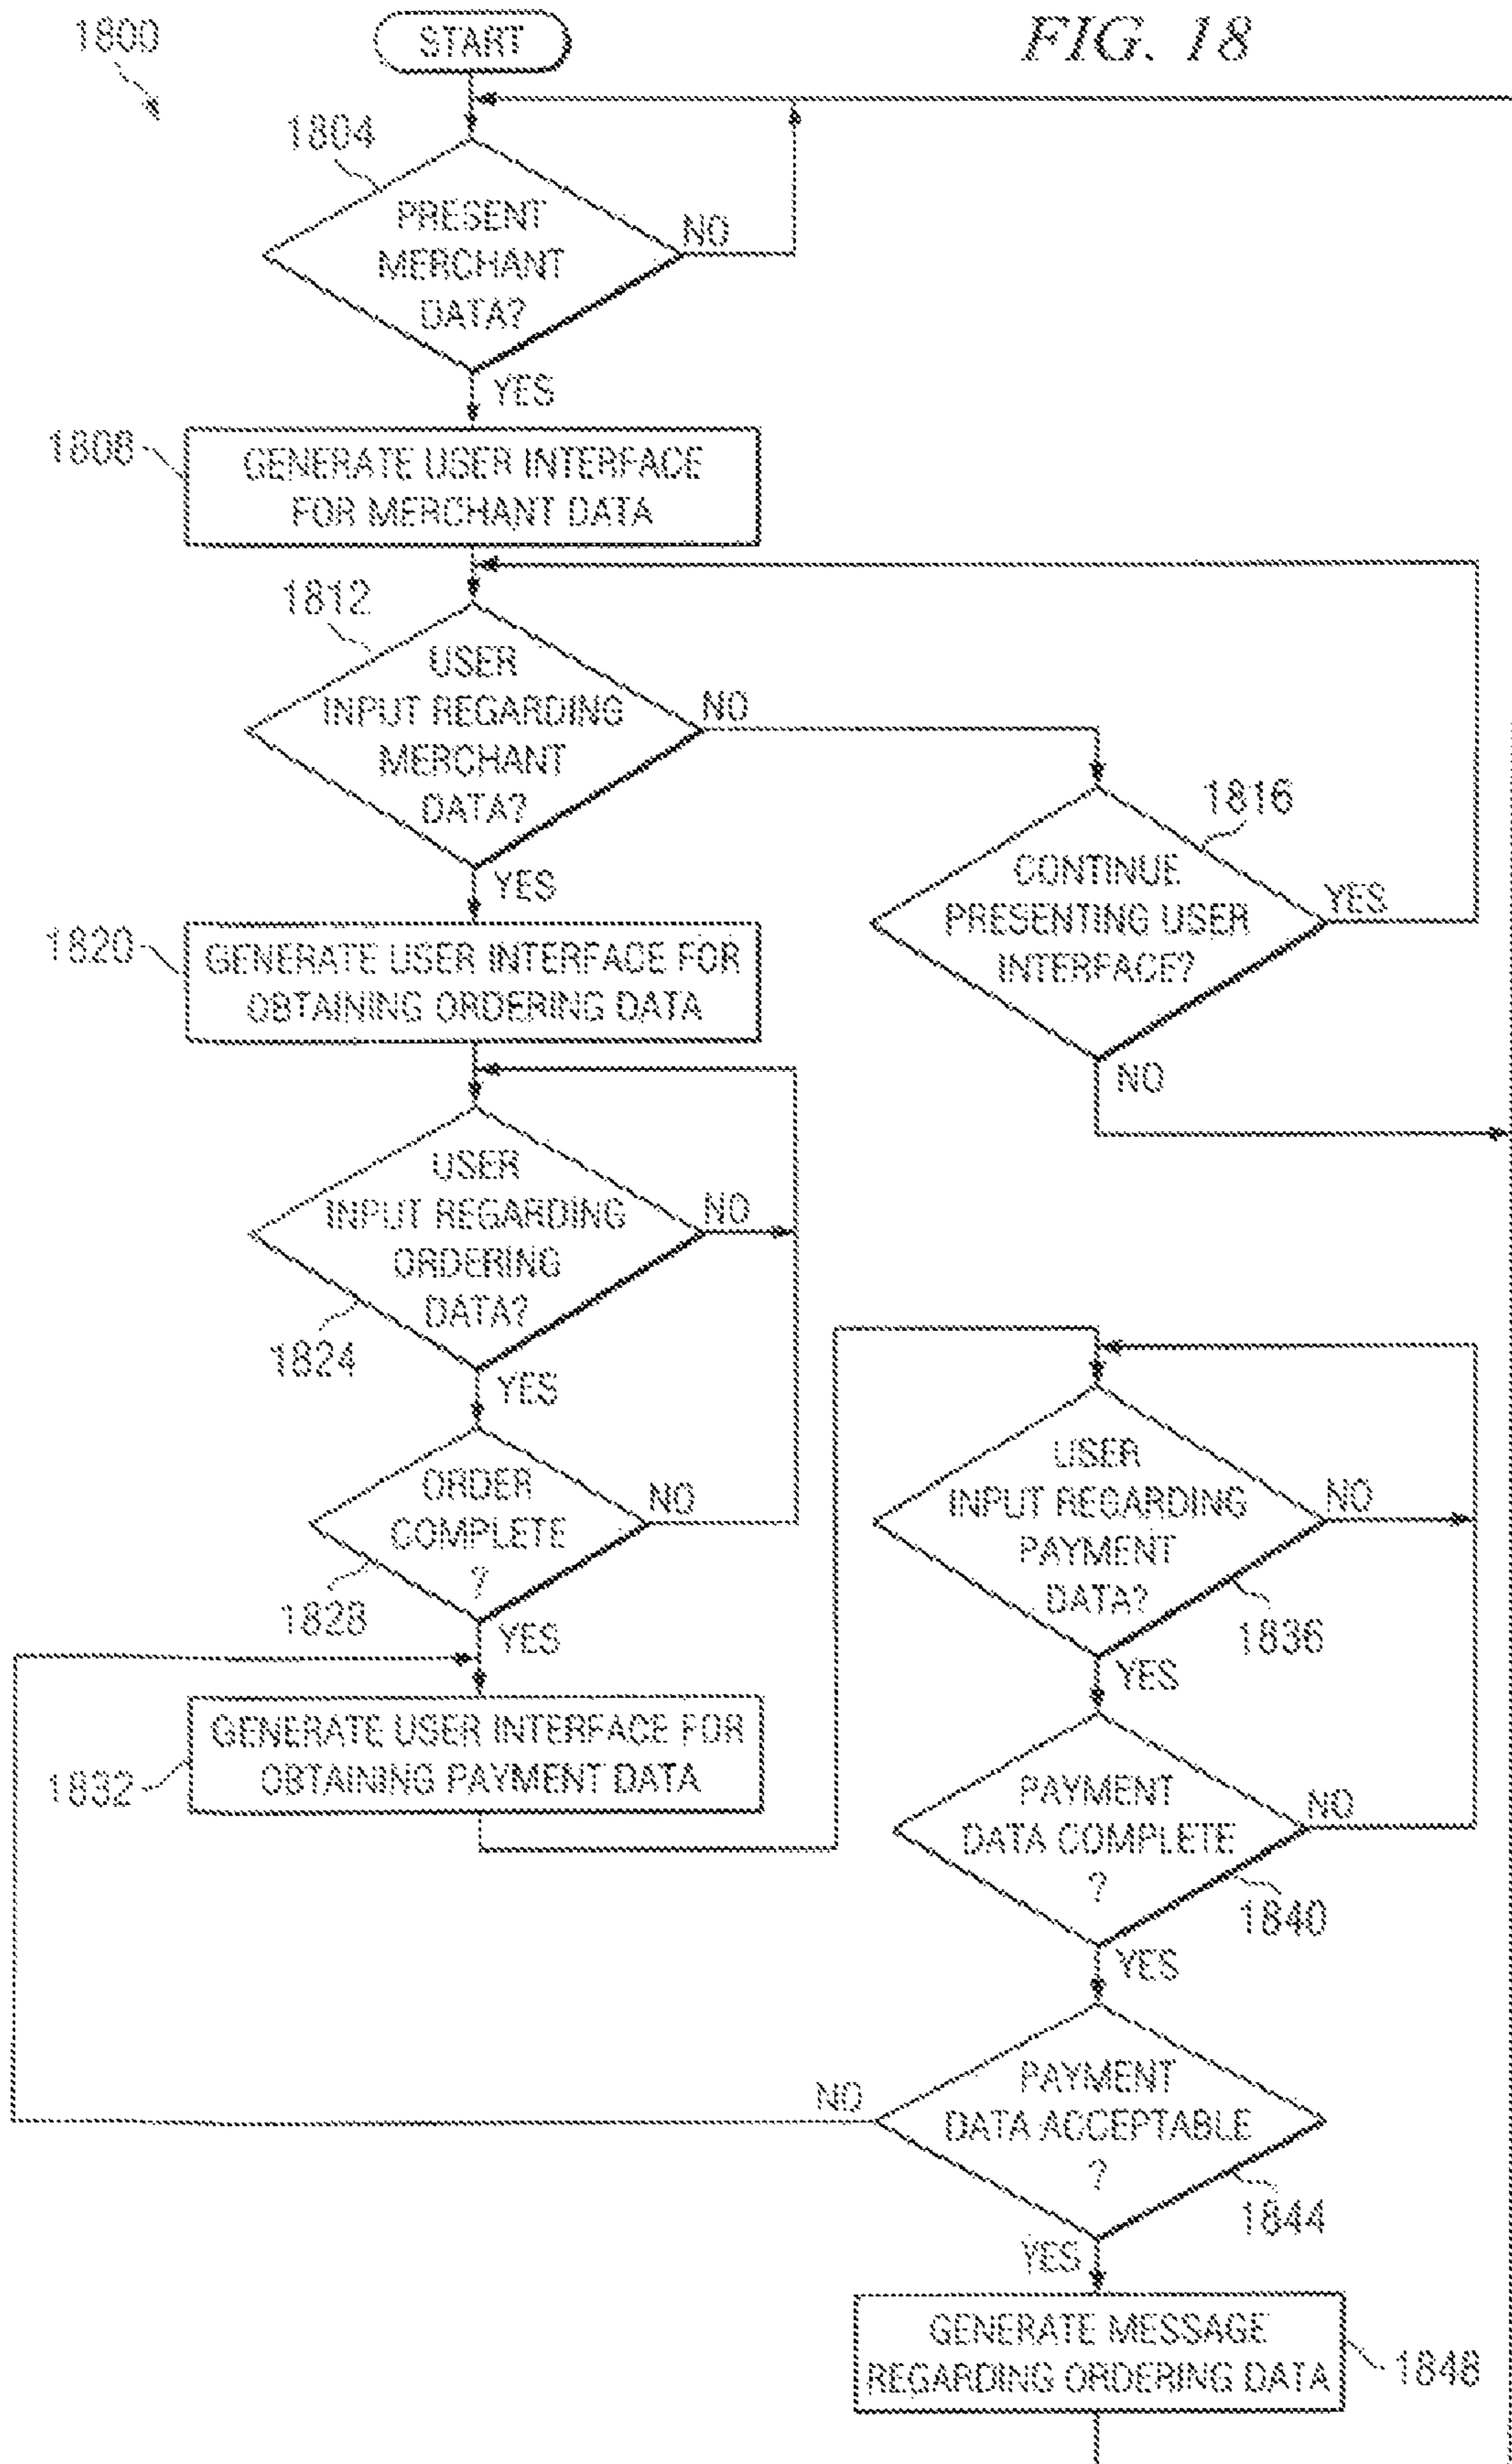 1800
START
FIG. 18
1804
PRESENT
MERCHANT
DATA?
NO
YES
1808
GENERATE USER INTERFACE
FOR MERCHANT DATA
1812
USER
INPUT REGARDING
MERCHANT
DATA?
NO
YES
1816
CONTINUE
PRESENTING USER
INTERFACE?
YES
NO
1820
GENERATE USER INTERFACE FOR
OBTAINING ORDERING DATA
USER
INPUT REGARDING
ORDERING
DATA?
NO
1824
YES
ORDER
COMPLETE
?
NO
1828
YES
GENERATE USER INTERFACE FOR
OBTAINING PAYMENT DATA
1832
USER
INPUT REGARDING
PAYMENT
DATA?
NO
1836
YES
PAYMENT
DATA COMPLETE
?
NO
1840
YES
PAYMENT
DATA ACCEPTABLE
?
NO
1844
YES
GENERATE MESSAGE
REGARDING ORDERING DATA
1848